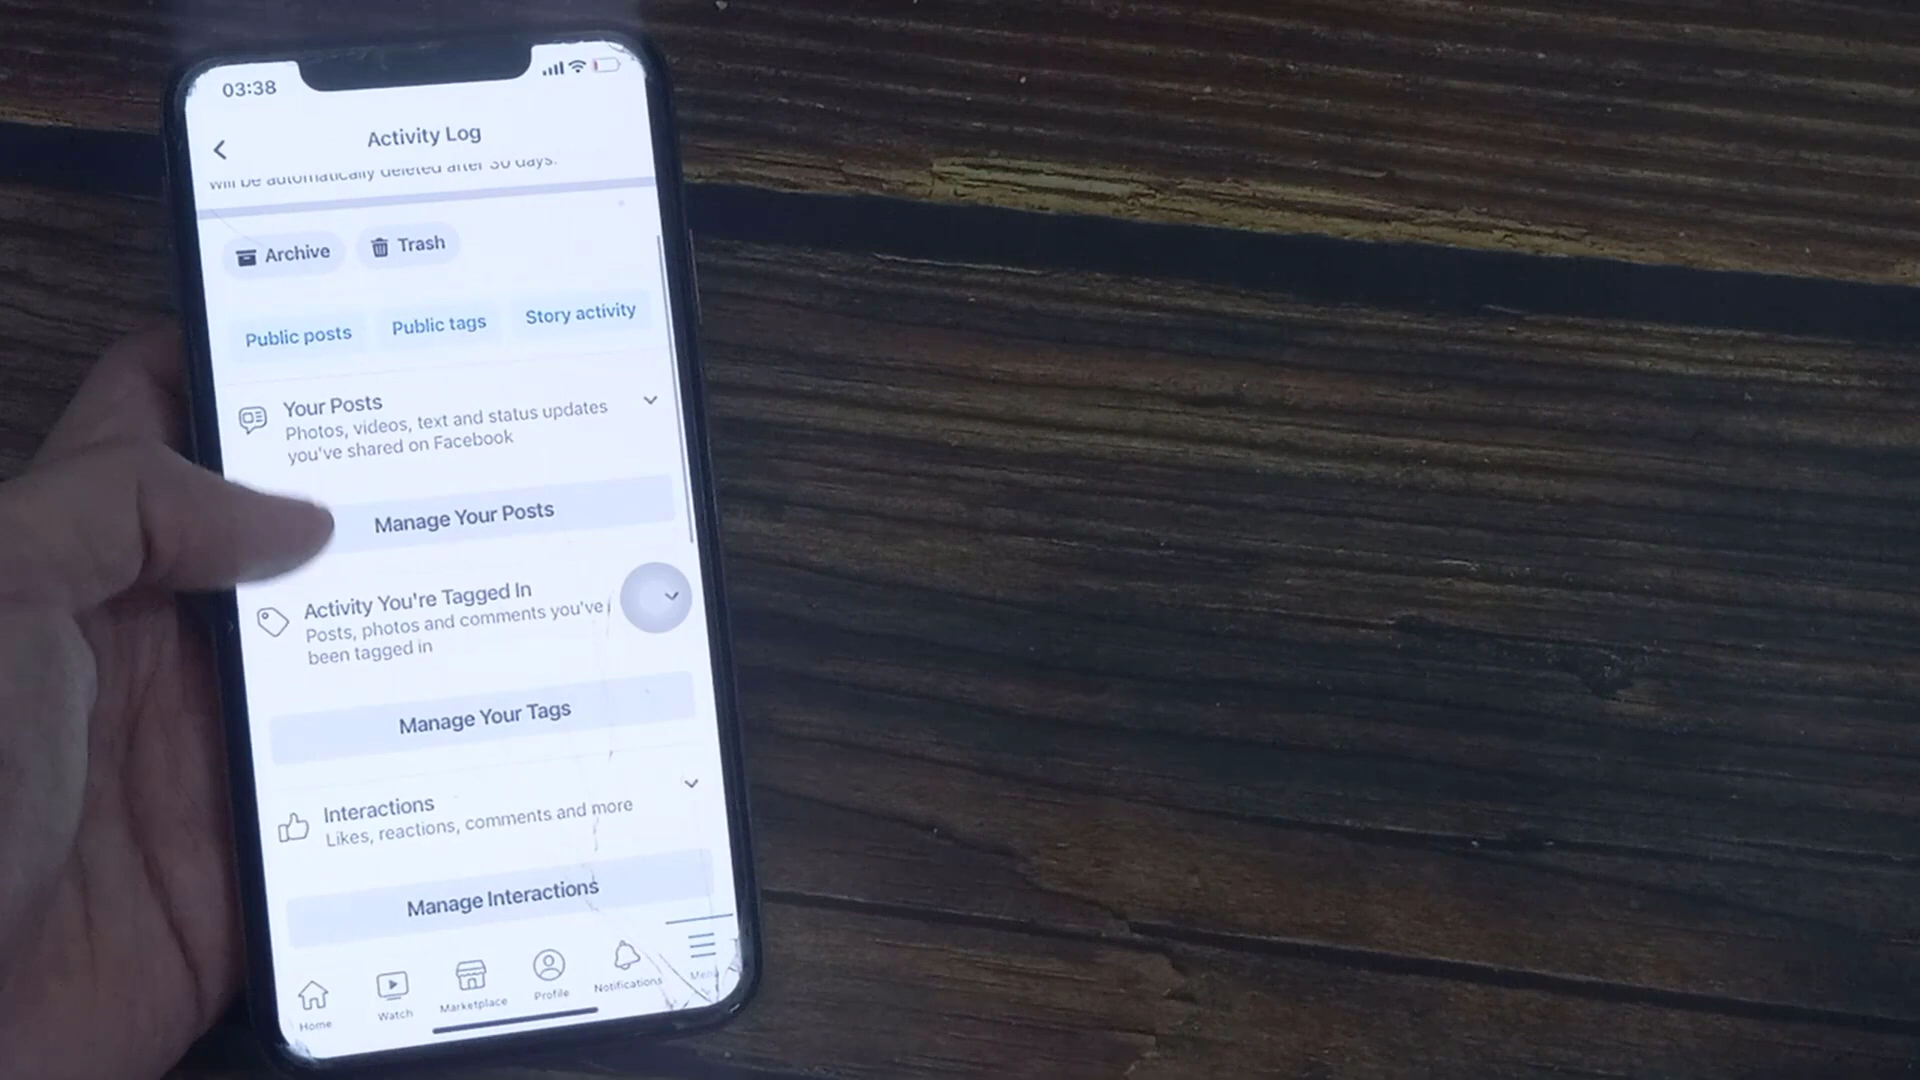 03:38
Activity Log
will be automatically deleted after 30 days.
Archive
Trash
Public posts
Public tags
Story activity
Your Posts
Photos, videos, text and status updates
you've shared on Facebook
Manage Your Posts
Activity You're Tagged In
Posts, photos and comments you've
been tagged in
Manage Your Tags
Interactions
Likes, reactions, comments and more
Manage Interactions
Home
Watch
Marketplace
Profile
Notifications
Menu